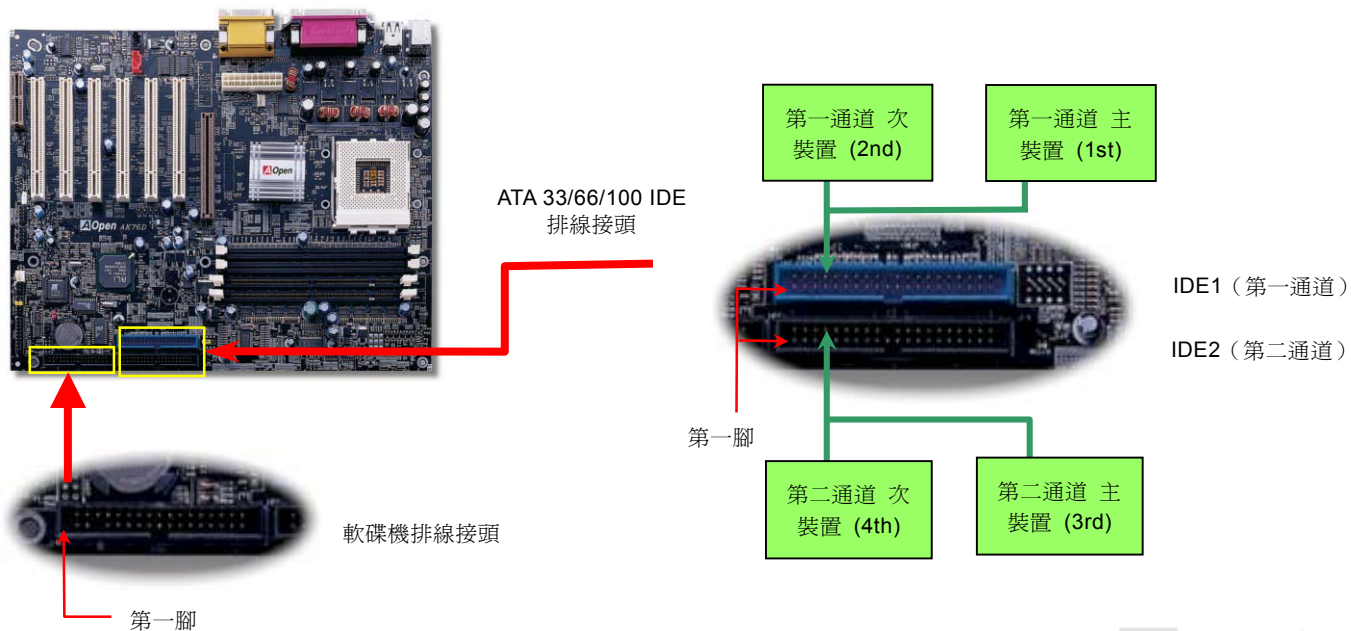 AOpen
AOpen AK76D
ATA 33/66/100 IDE
排線接頭
第一通道 次
裝置 (2nd)
第一通道 主
裝置 (1st)
IDE1（第一通道）
IDE2（第二通道）
第一腳
第二通道 次
裝置 (4th)
第二通道 主
裝置 (3rd)
軟碟機排線接頭
第一腳